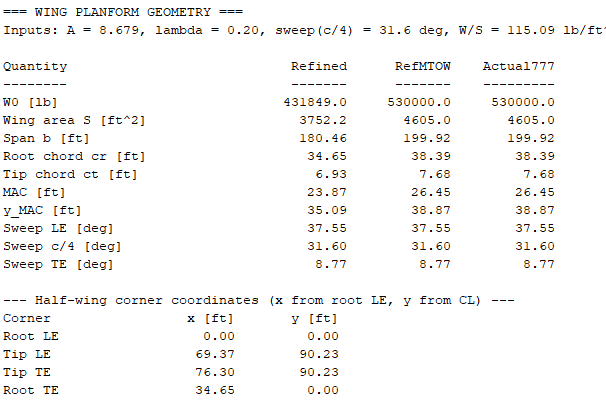 === WING PLANFORM GEOMETRY ===
Inputs: A = 8.679, lambda = 0.20, sweep(c/4) = 31.6 deg, W/S = 115.09 lb/ft
Quantity Refined RefMTOW Actual777
-------- ------- ------- ---------
W0 [lb] 431849.0 530000.0 530000.0
Wing area S [ft^2] 3752.2 4605.0 4605.0
Span b [ft] 180.46 199.92 199.92
Root chord cr [ft] 34.65 38.39 38.39
Tip chord ct [ft] 6.93 7.68 7.68
MAC [ft] 23.87 26.45 26.45
y_MAC [ft] 35.09 38.87 38.87
Sweep LE [deg] 37.55 37.55 37.55
Sweep c/4 [deg] 31.60 31.60 31.60
Sweep TE [deg] 8.77 8.77 8.77
--- Half-wing corner coordinates (x from root LE, y from CL) ---
Corner x [ft] y [ft]
Root LE 0.00 0.00
Tip LE 69.37 90.23
Tip TE 76.30 90.23
Root TE 34.65 0.00